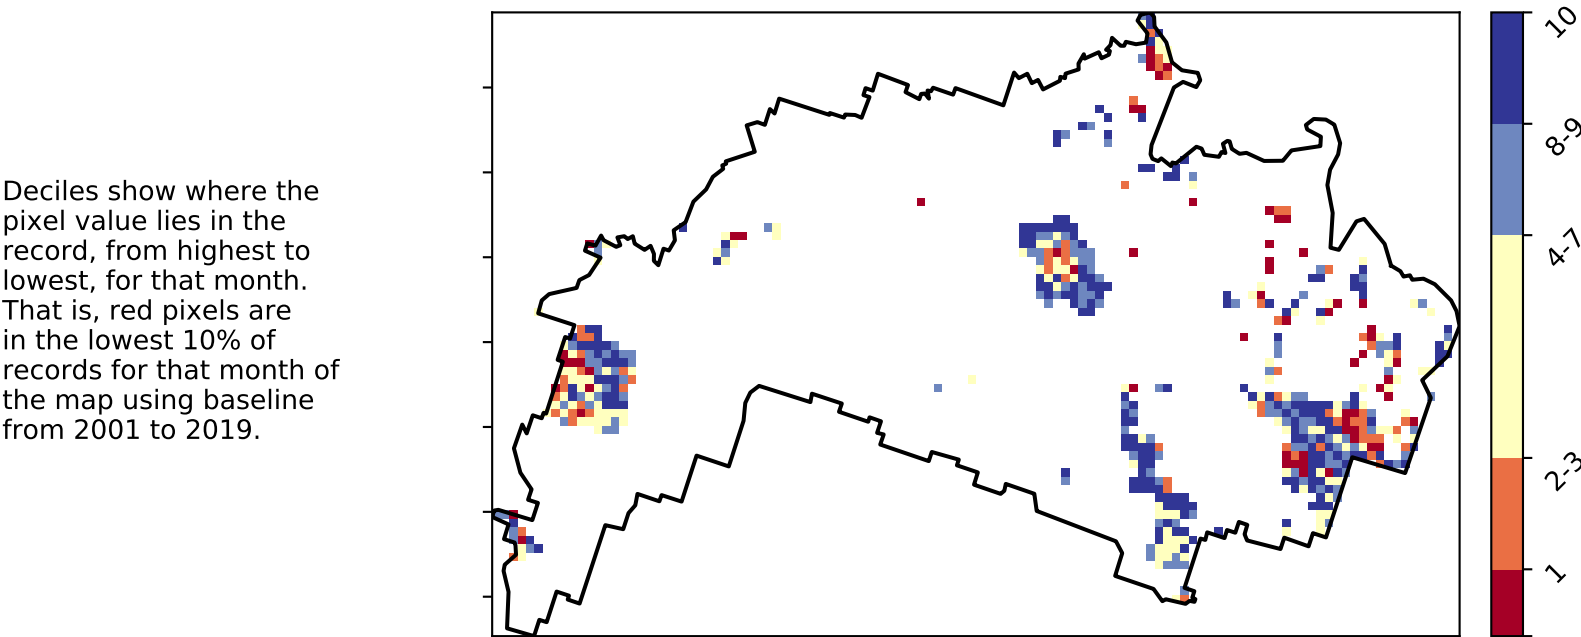 Deciles show where the
pixel value lies in the
record, from highest to
lowest, for that month.
That is, red pixels are
in the lowest 10% of
records for that month of
the map using baseline
from 2001 to 2019.
10
8-9
4-7
2-3
1